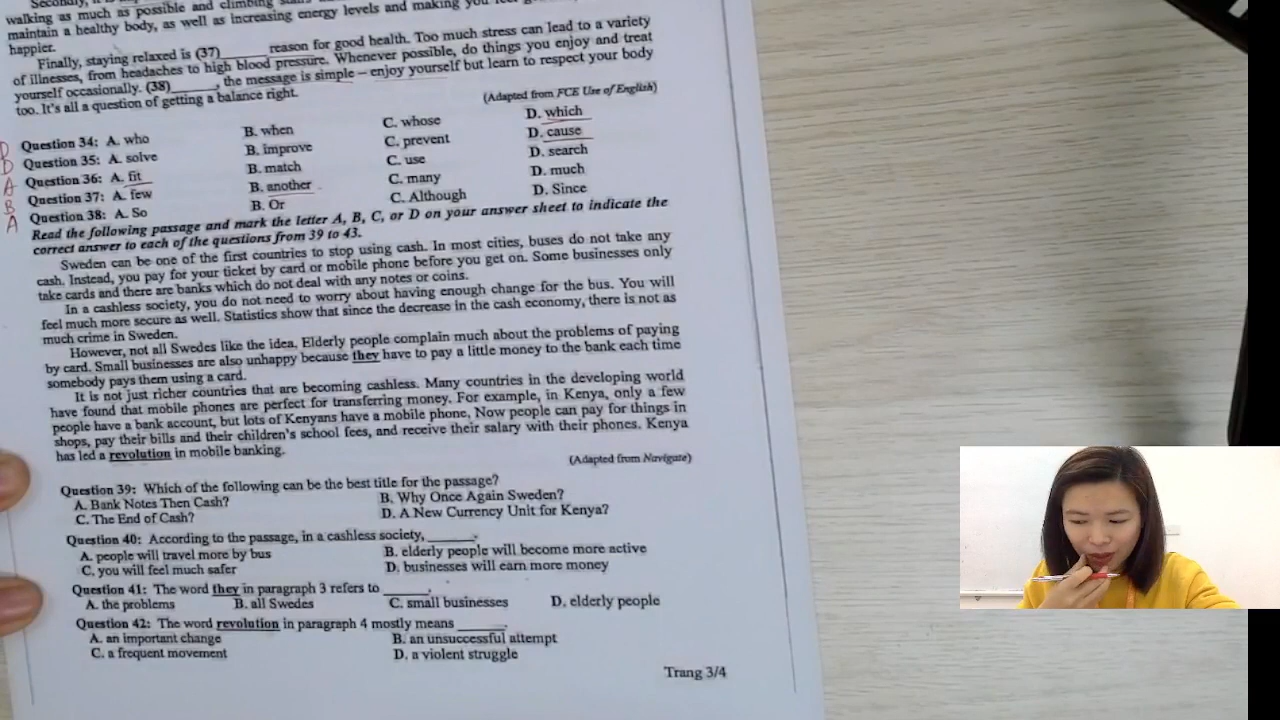 walking as much as possible and climbing
maintain a healthy body, as well as increasing energy levels and making you feel
happier.
Finally, staying relaxed is (37)______ reason for good health. Too much stress can lead to a variety
of illnesses, from headaches to high blood pressure. Whenever possible, do things you enjoy and treat
yourself occasionally. (38)______, the message is simple – enjoy yourself but learn to respect your body
too. It's all a question of getting a balance right.
(Adapted from FCE Use of English)
D Question 34: A. who B. when C. whose D. which
D Question 35: A. solve B. improve C. prevent D. cause
A Question 36: A. fit B. match C. use D. search
B Question 37: A. few B. another C. many D. much
A Question 38: A. So B. Or C. Although D. Since
Read the following passage and mark the letter A, B, C, or D on your answer sheet to indicate the
correct answer to each of the questions from 39 to 43.
Sweden can be one of the first countries to stop using cash. In most cities, buses do not take any
cash. Instead, you pay for your ticket by card or mobile phone before you get on. Some businesses only
take cards and there are banks which do not deal with any notes or coins.
In a cashless society, you do not need to worry about having enough change for the bus. You will
feel much more secure as well. Statistics show that since the decrease in the cash economy, there is not as
much crime in Sweden.
However, not all Swedes like the idea. Elderly people complain much about the problems of paying
by card. Small businesses are also unhappy because they have to pay a little money to the bank each time
somebody pays them using a card.
It is not just richer countries that are becoming cashless. Many countries in the developing world
have found that mobile phones are perfect for transferring money. For example, in Kenya, only a few
people have a bank account, but lots of Kenyans have a mobile phone. Now people can pay for things in
shops, pay their bills and their children's school fees, and receive their salary with their phones. Kenya
has led a revolution in mobile banking.
(Adapted from Navigate)
Question 39: Which of the following can be the best title for the passage?
A. Bank Notes Then Cash? B. Why Once Again Sweden?
C. The End of Cash? D. A New Currency Unit for Kenya?
Question 40: According to the passage, in a cashless society, ______.
A. people will travel more by bus B. elderly people will become more active
C. you will feel much safer D. businesses will earn more money
Question 41: The word they in paragraph 3 refers to ______.
A. the problems B. all Swedes C. small businesses D. elderly people
Question 42: The word revolution in paragraph 4 mostly means ______.
A. an important change B. an unsuccessful attempt
C. a frequent movement D. a violent struggle
Trang 3/4